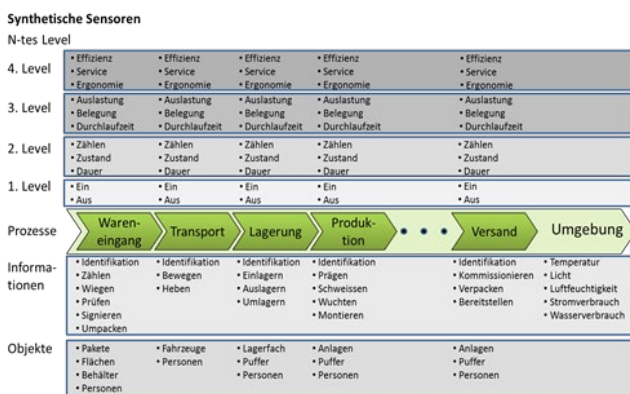 Synthetische Sensoren
N-tes Level
4. Level
• Effizienz • Effizienz • Effizienz • Effizienz • Effizienz
• Service • Service • Service • Service • Service
• Ergonomie • Ergonomie • Ergonomie • Ergonomie • Ergonomie
3. Level
• Auslastung • Auslastung • Auslastung • Auslastung • Auslastung
• Belegung • Belegung • Belegung • Belegung • Belegung
• Durchlaufzeit • Durchlaufzeit • Durchlaufzeit • Durchlaufzeit • Durchlaufzeit
2. Level
• Zählen • Zählen • Zählen • Zählen • Zählen
• Zustand • Zustand • Zustand • Zustand • Zustand
• Dauer • Dauer • Dauer • Dauer • Dauer
1. Level
• Ein • Ein • Ein • Ein • Ein
• Aus • Aus • Aus • Aus • Aus
Prozesse
Waren-
eingang
Transport
Lagerung
Produk-
tion
• • •
Versand
Umgebung
Informa-
tionen
• Identifikation • Identifikation • Identifikation • Identifikation • Identifikation • Temperatur
• Zählen • Bewegen • Einlagern • Prägen • Kommissionieren • Licht
• Wiegen • Heben • Auslagern • Schweissen • Verpacken • Luftfeuchtigkeit
• Prüfen • Umlagern • Wuchten • Bereitstellen • Stromverbrauch
• Signieren • Montieren • Wasserverbrauch
• Umpacken
Objekte
• Pakete • Fahrzeuge • Lagerfach • Anlagen • Anlagen
• Flächen • Personen • Puffer • Puffer • Puffer
• Behälter • Personen • Personen • Personen
• Personen